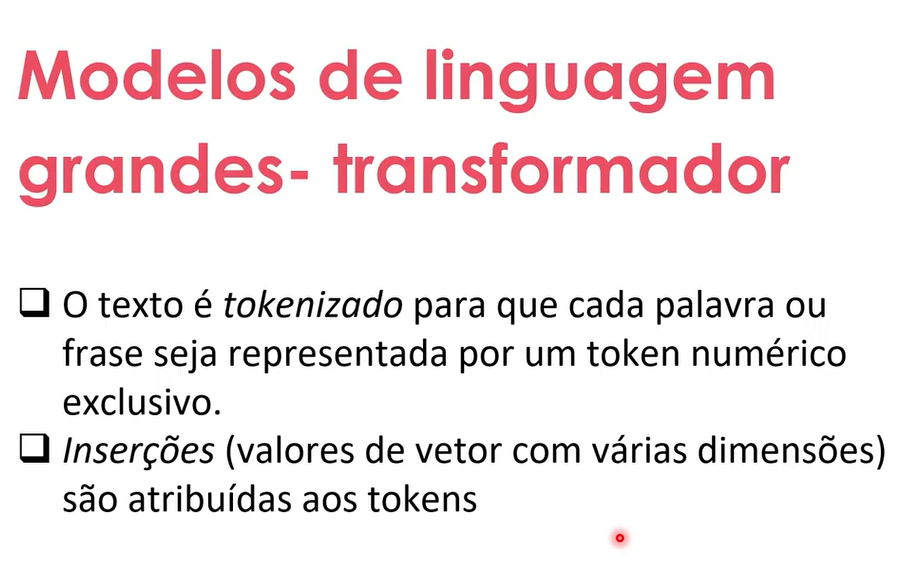 Modelos de linguagem
grandes- transformador
❑ O texto é tokenizado para que cada palavra ou
frase seja representada por um token numérico
exclusivo.
❑ Inserções (valores de vetor com várias dimensões)
são atribuídas aos tokens